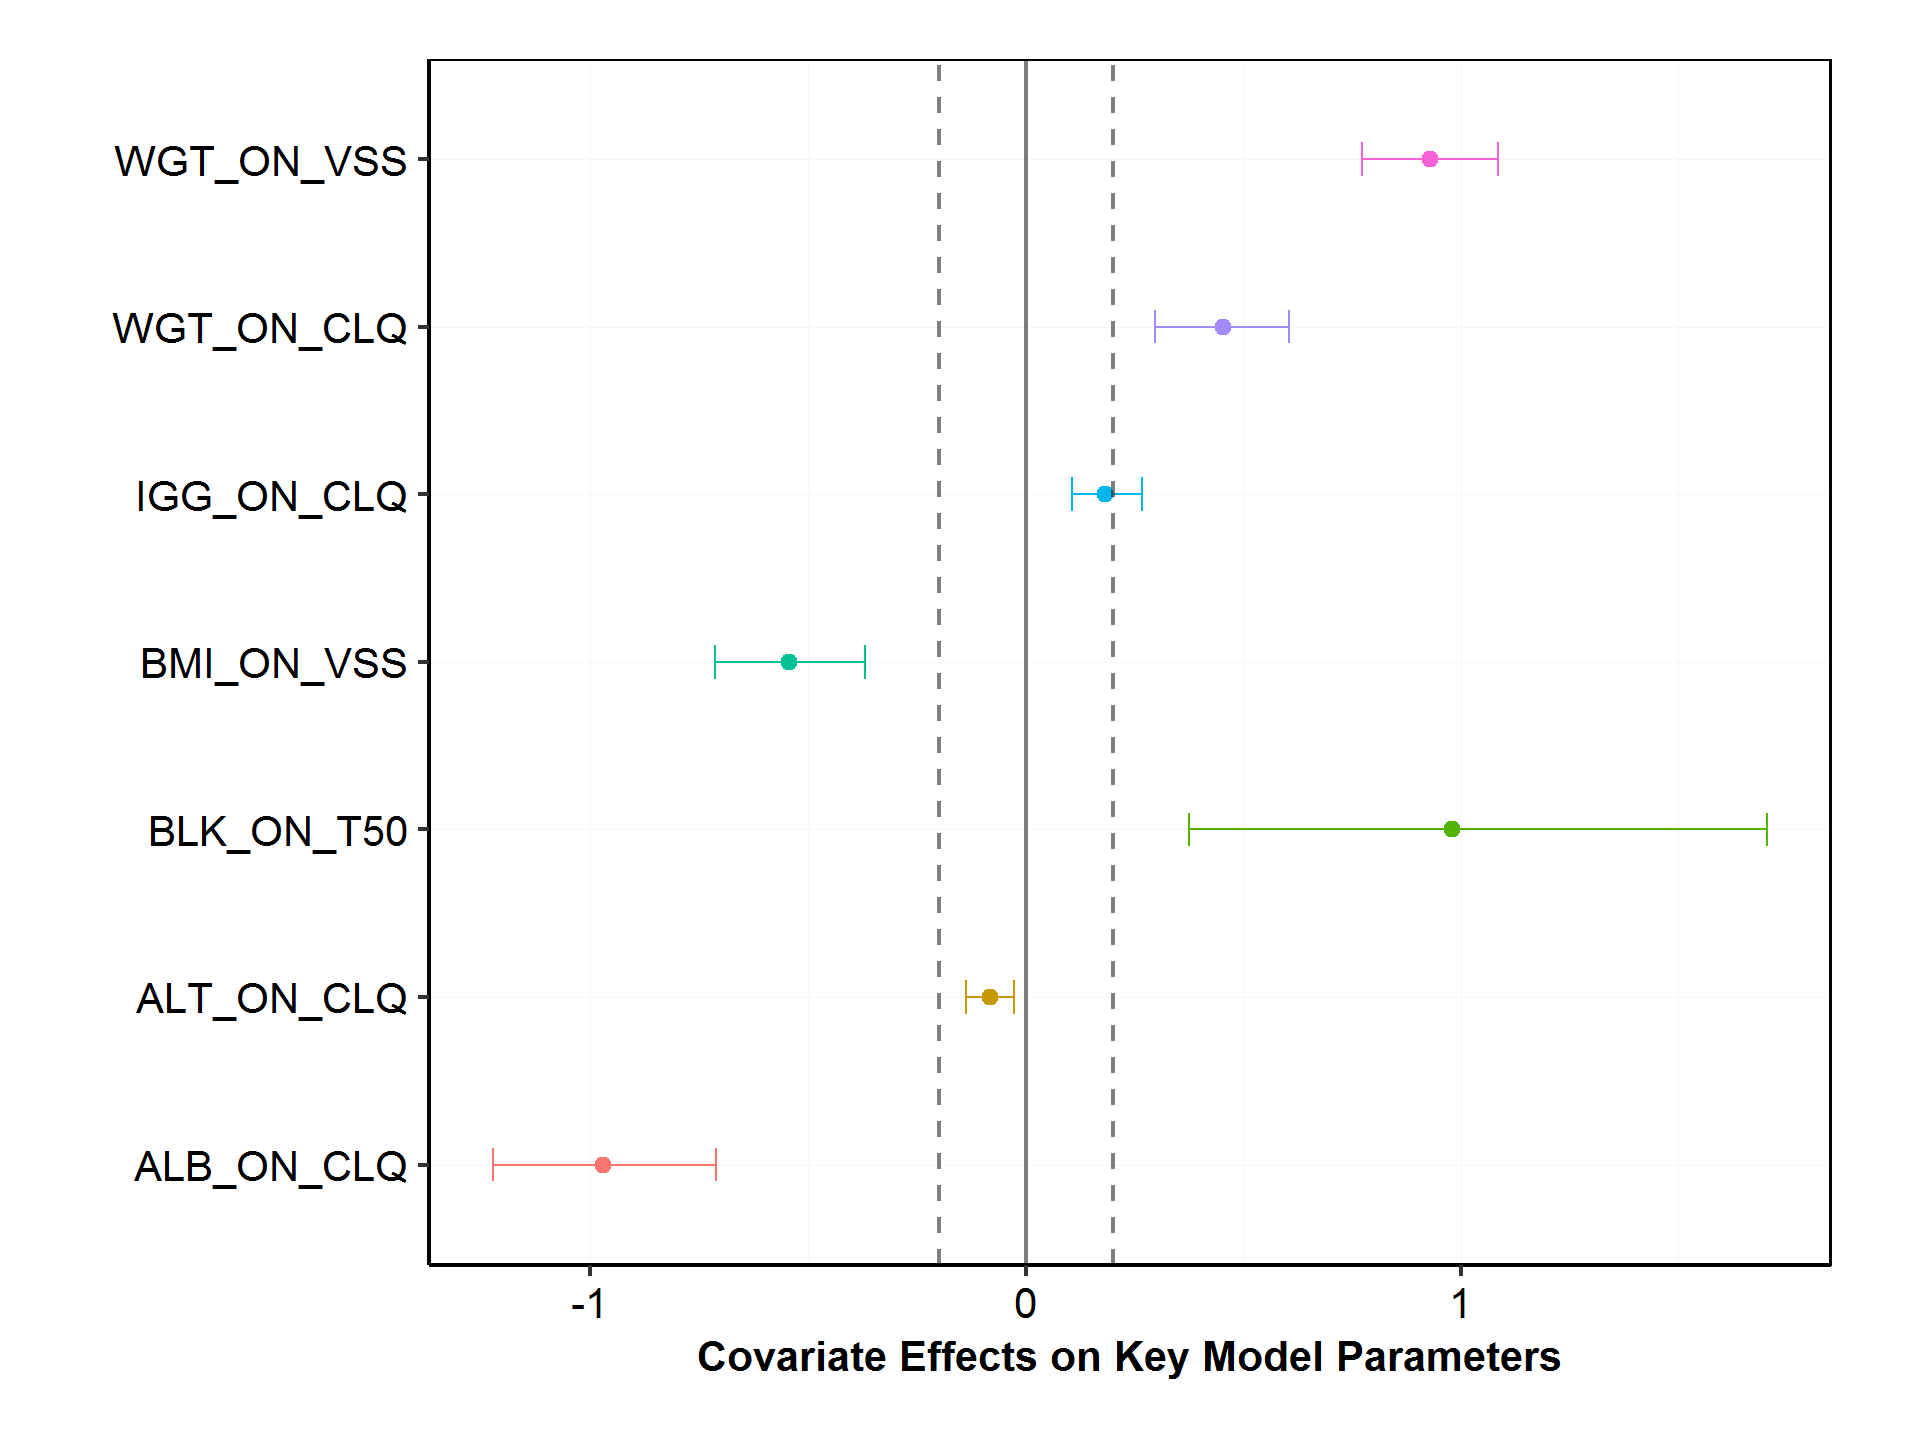 WGT_ON_VSS
WGT_ON_CLQ
IGG_ON_CLQ
BMI_ON_VSS
BLK_ON_T50
ALT_ON_CLQ
ALB_ON_CLQ
-1 0 1
Covariate Effects on Key Model Parameters